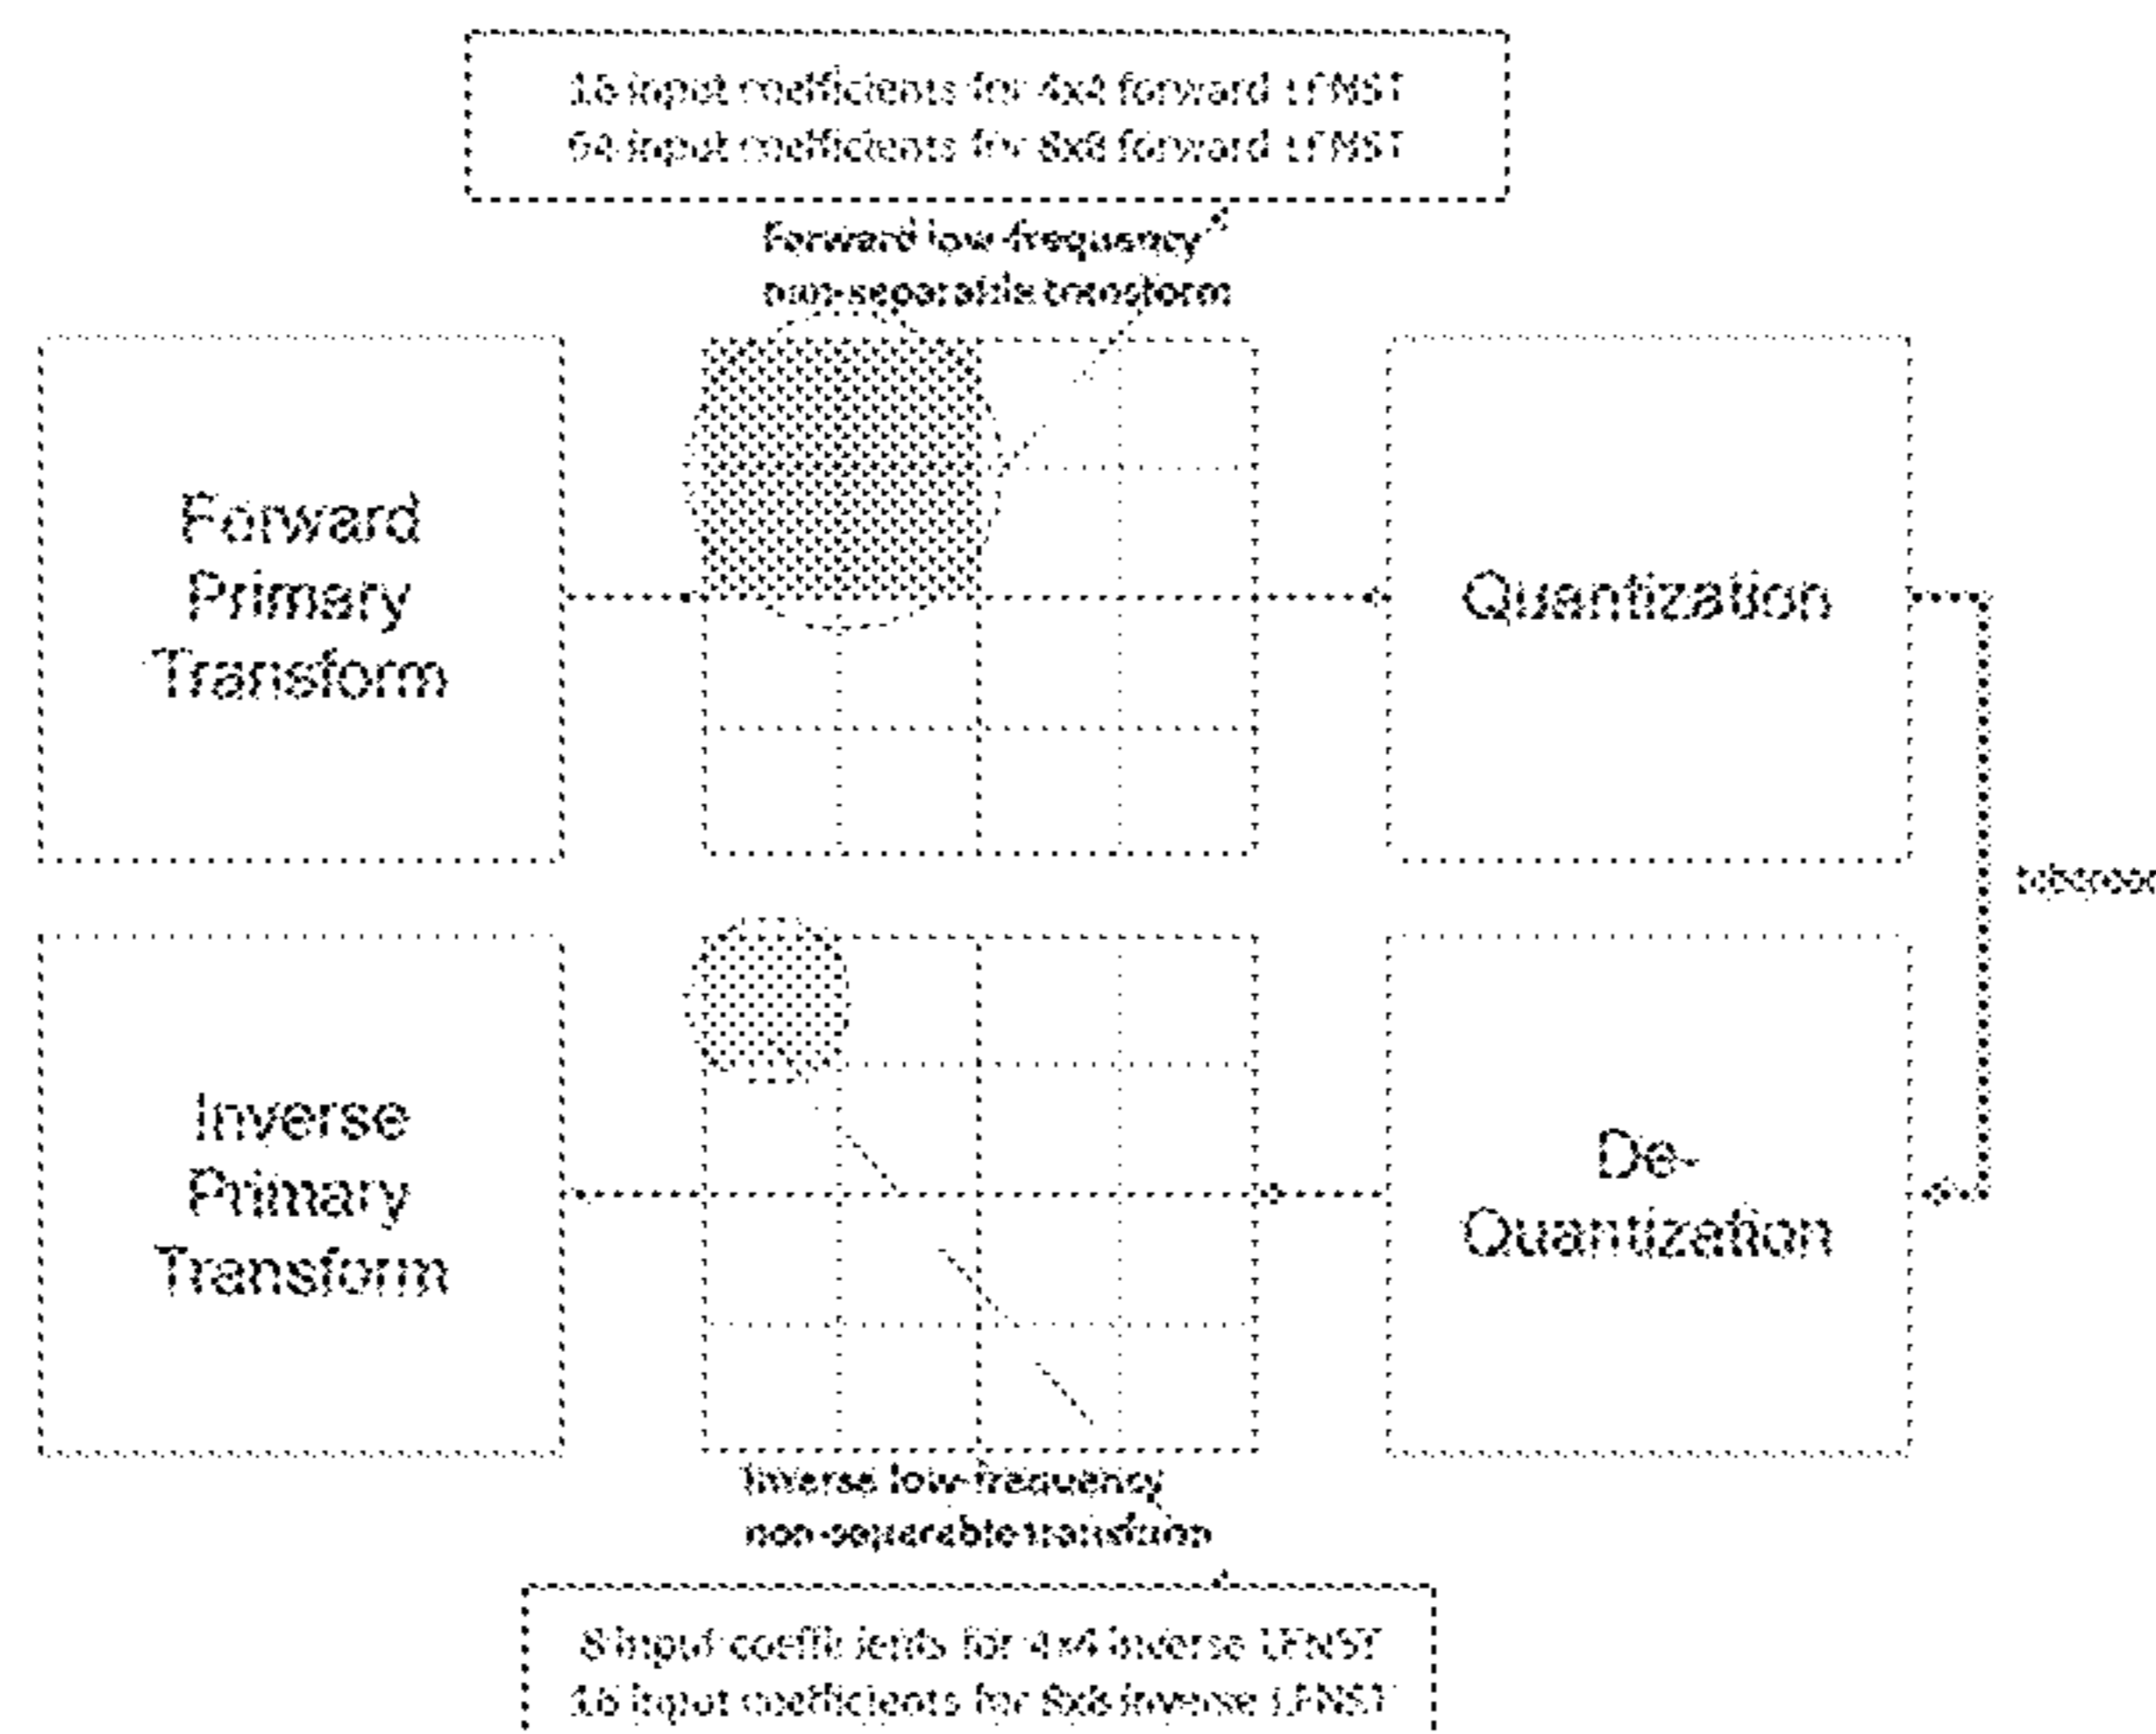 16 input coefficients for 4x4 forward LFNST
64 input coefficients for 8x8 forward LFNST
Forward low-frequency
non-separable transform
Forward
Primary
Transform
Quantization
Inverse
Primary
Transform
De-
Quantization
Inverse low-frequency
non-separable transform
8 input coefficients for 4x4 inverse LFNST
16 input coefficients for 8x8 inverse LFNST